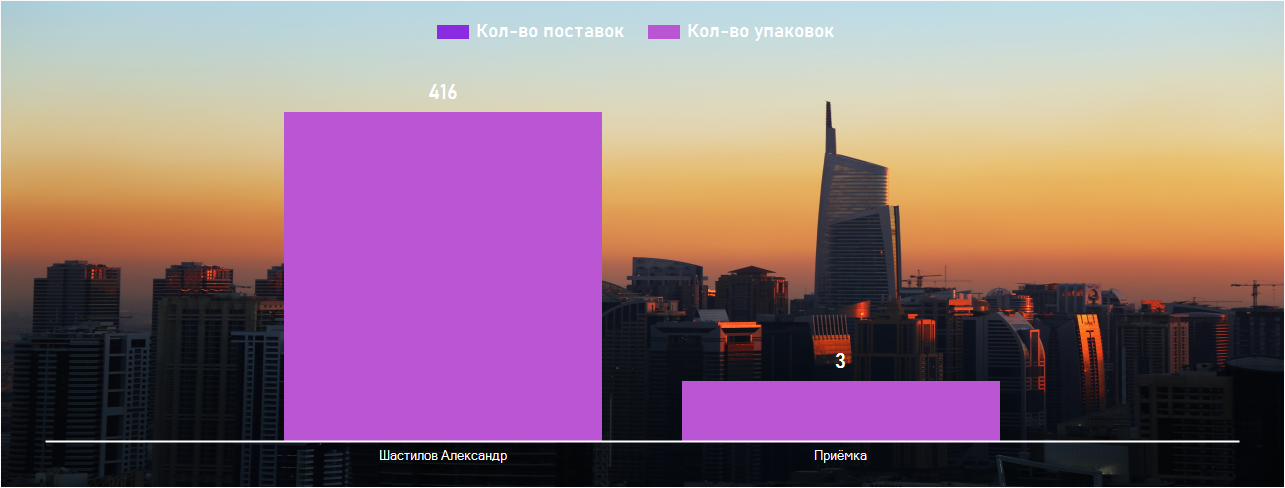 Кол-во поставок Кол-во упаковок
416
3
Шастилов Александр Приёмка